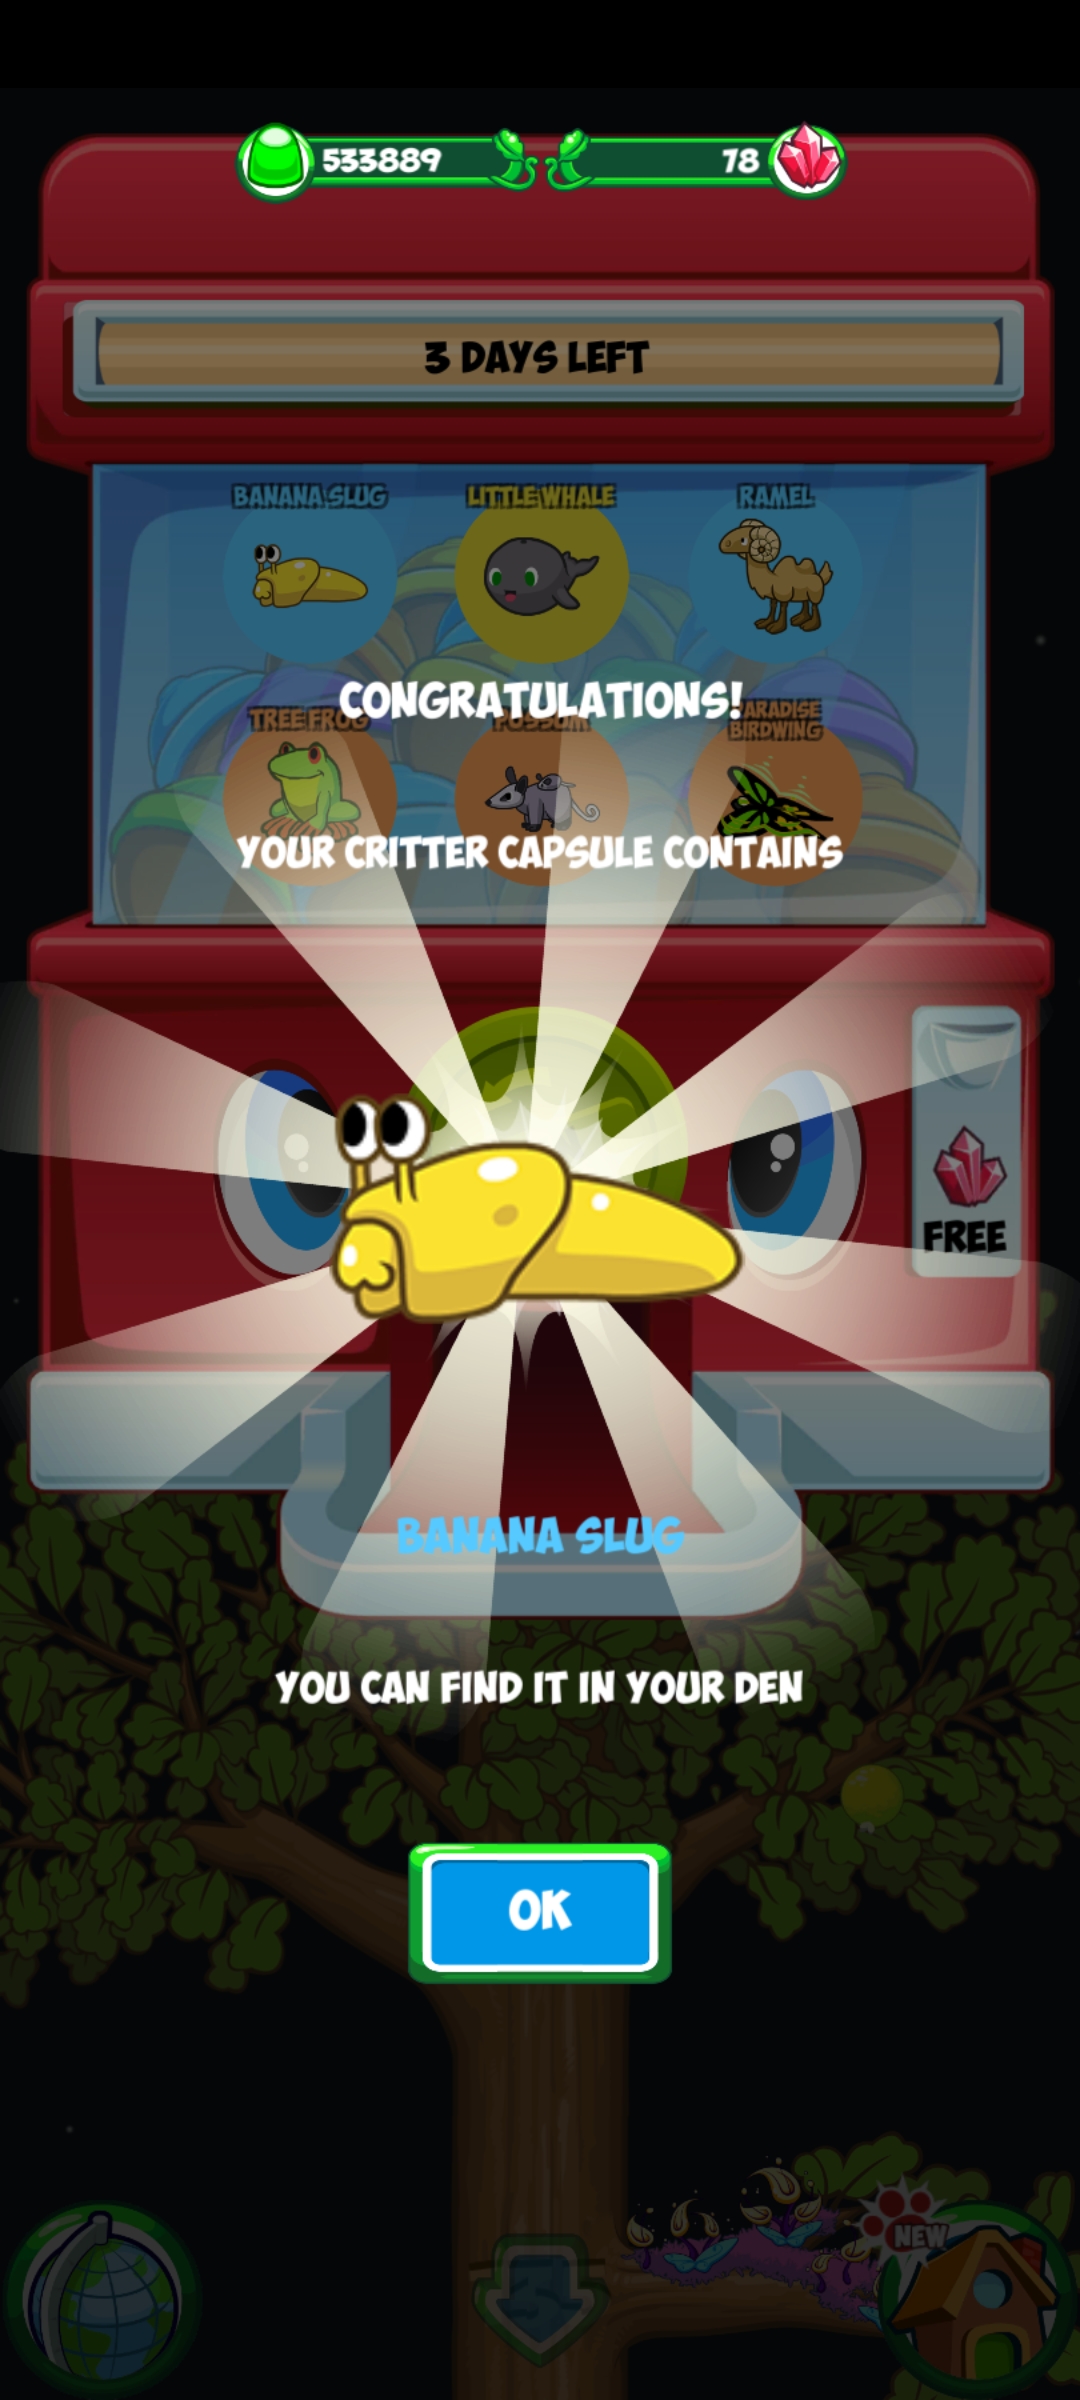 533889
78
3 DAYS LEFT
BANANA SLUG
LITTLE WHALE
RAMEL
CONGRATULATIONS!
TREE FROG
POSSUM
PARADISE
BIRDWING
YOUR CRITTER CAPSULE CONTAINS
FREE
BANANA SLUG
YOU CAN FIND IT IN YOUR DEN
OK
NEW